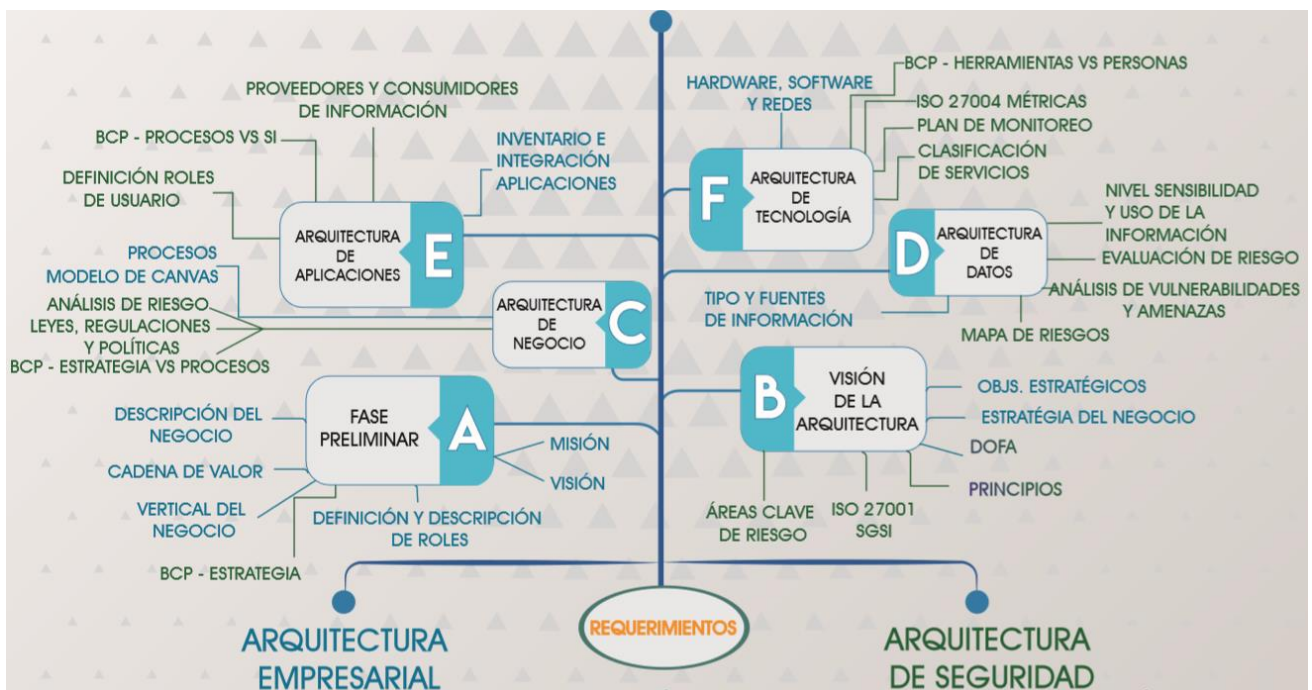 PROVEEDORES Y CONSUMIDORES
DE INFORMACIÓN
BCP - PROCESOS VS SI
DEFINICIÓN ROLES
DE USUARIO
INVENTARIO E
INTEGRACIÓN
APLICACIONES
ARQUITECTURA
DE
APLICACIONES
E
PROCESOS
MODELO DE CANVAS
ANÁLISIS DE RIESGO
LEYES, REGULACIONES
Y POLÍTICAS
BCP - ESTRATEGIA VS PROCESOS
ARQUITECTURA
DE
NEGOCIO
C
DESCRIPCIÓN DEL
NEGOCIO
CADENA DE VALOR
VERTICAL DEL
NEGOCIO
BCP - ESTRATEGIA
FASE
PRELIMINAR
A
MISIÓN
VISIÓN
DEFINICIÓN Y DESCRIPCIÓN
DE ROLES
HARDWARE, SOFTWARE
Y REDES
BCP - HERRAMIENTAS VS PERSONAS
ISO 27004 MÉTRICAS
PLAN DE MONITOREO
CLASIFICACIÓN
DE SERVICIOS
F
ARQUITECTURA
DE
TECNOLOGÍA
D
ARQUITECTURA
DE
DATOS
NIVEL SENSIBILIDAD
Y USO DE LA
INFORMACIÓN
EVALUACIÓN DE RIESGO
ANÁLISIS DE VULNERABILIDADES
Y AMENAZAS
MAPA DE RIESGOS
TIPO Y FUENTES
DE INFORMACIÓN
B
VISIÓN
DE LA
ARQUITECTURA
OBJS. ESTRATÉGICOS
ESTRATÉGIA DEL NEGOCIO
DOFA
PRINCIPIOS
ISO 27001
SGSI
ÁREAS CLAVE
DE RIESGO
ARQUITECTURA
EMPRESARIAL
REQUERIMIENTOS
ARQUITECTURA
DE SEGURIDAD